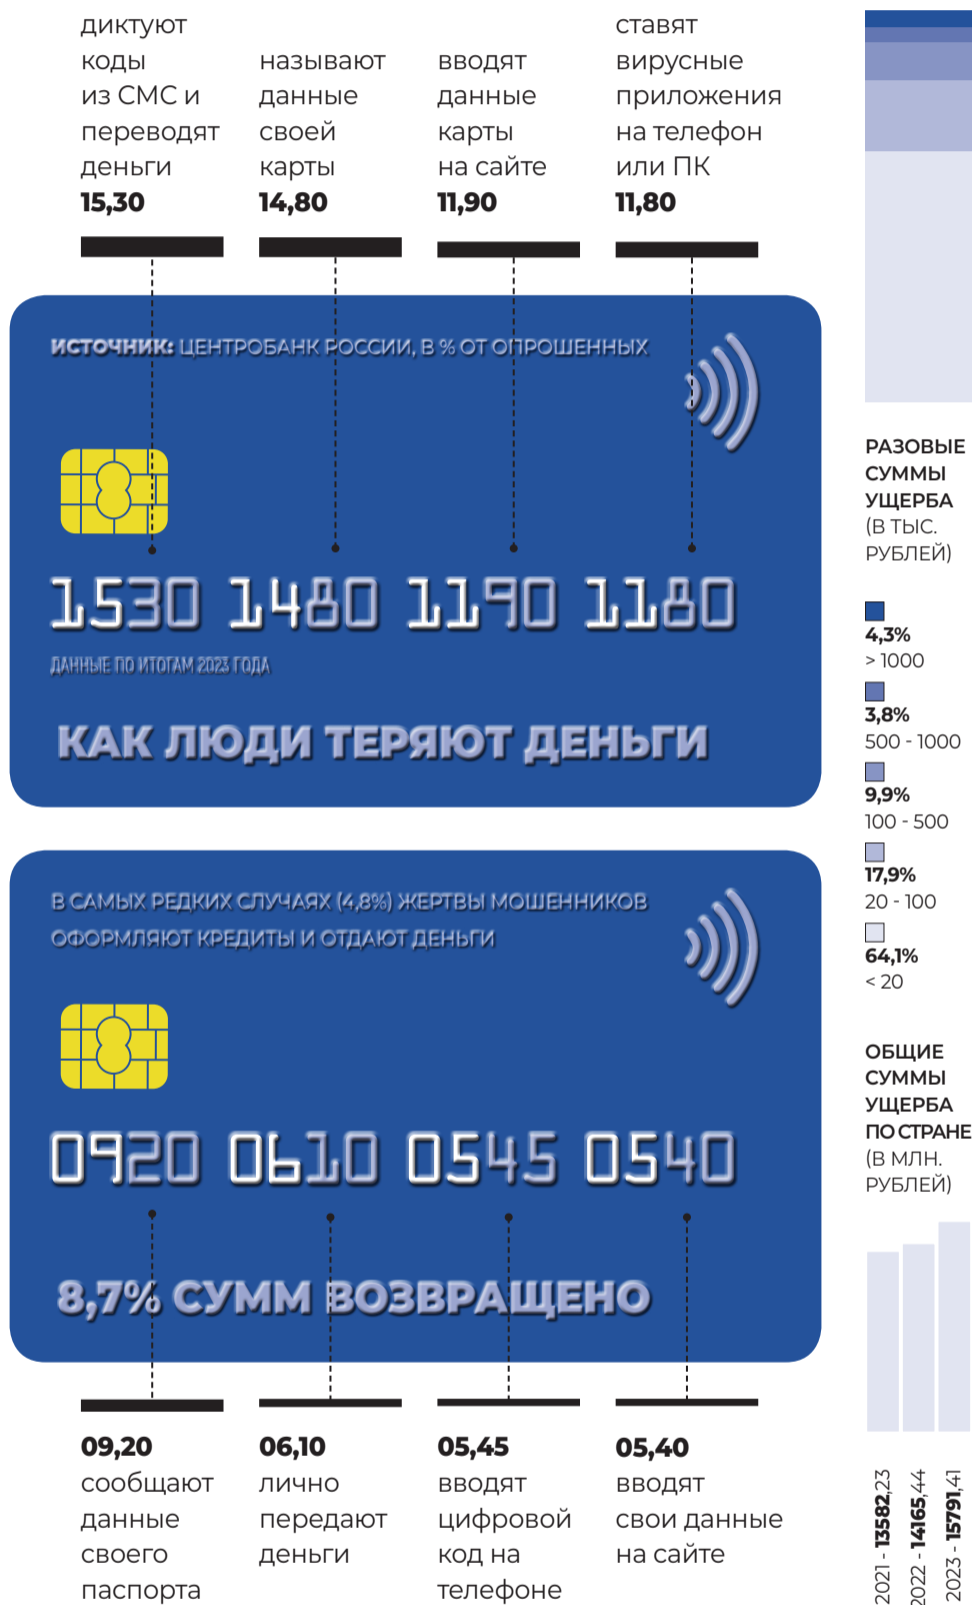 диктуют
коды
из СМС и
переводят
деньги
15,30
называют
данные
своей
карты
14,80
вводят
данные
карты
на сайте
11,90
ставят
вирусные
приложения
на телефон
или ПК
11,80
ИСТОЧНИК: ЦЕНТРОБАНК РОССИИ, В % ОТ ОПРОШЕННЫХ
1530 1480 1190 1180
ДАННЫЕ ПО ИТОГАМ 2023 ГОДА
КАК ЛЮДИ ТЕРЯЮТ ДЕНЬГИ
В САМЫХ РЕДКИХ СЛУЧАЯХ (4,8%) ЖЕРТВЫ МОШЕННИКОВ
ОФОРМЛЯЮТ КРЕДИТЫ И ОТДАЮТ ДЕНЬГИ
0920 0610 0545 0540
8,7% СУММ ВОЗВРАЩЕНО
09,20
сообщают
данные
своего
паспорта
06,10
лично
передают
деньги
05,45
вводят
цифровой
код на
телефоне
05,40
вводят
свои данные
на сайте
РАЗОВЫЕ
СУММЫ
УЩЕРБА
(В ТЫС.
РУБЛЕЙ)
4,3%
> 1000
3,8%
500 - 1000
9,9%
100 - 500
17,9%
20 - 100
64,1%
< 20
ОБЩИЕ
СУММЫ
УЩЕРБА
ПО СТРАНЕ
(В МЛН.
РУБЛЕЙ)
2021 - 13582,23
2022 - 14165,44
2023 - 15791,41